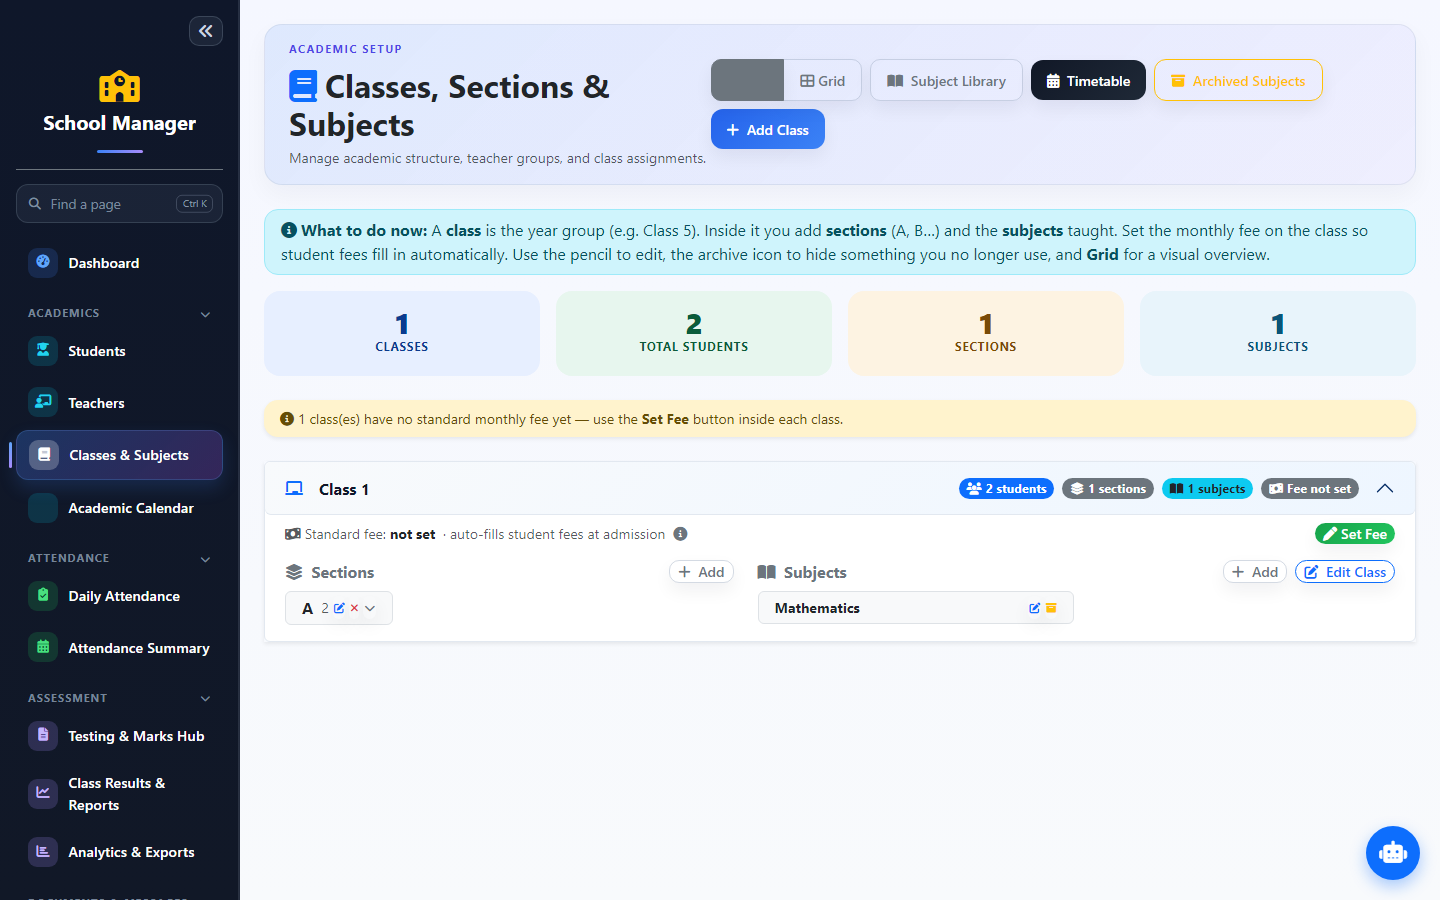 School Manager
Find a page
Ctrl K
Dashboard
ACADEMICS
Students
Teachers
Classes & Subjects
Academic Calendar
ATTENDANCE
Daily Attendance
Attendance Summary
ASSESSMENT
Testing & Marks Hub
Class Results &
Reports
Analytics & Exports
ACADEMIC SETUP
Classes, Sections &
Subjects
Manage academic structure, teacher groups, and class assignments.
Grid
Subject Library
Timetable
Archived Subjects
Add Class
What to do now: A class is the year group (e.g. Class 5). Inside it you add sections (A, B...) and the subjects taught. Set the monthly fee on the class so
student fees fill in automatically. Use the pencil to edit, the archive icon to hide something you no longer use, and Grid for a visual overview.
1
CLASSES
2
TOTAL STUDENTS
1
SECTIONS
1
SUBJECTS
1 class(es) have no standard monthly fee yet — use the Set Fee button inside each class.
Class 1
2 students
1 sections
1 subjects
Fee not set
Standard fee: not set · auto-fills student fees at admission
Set Fee
Sections
Add
Subjects
Add
Edit Class
A 2
Mathematics